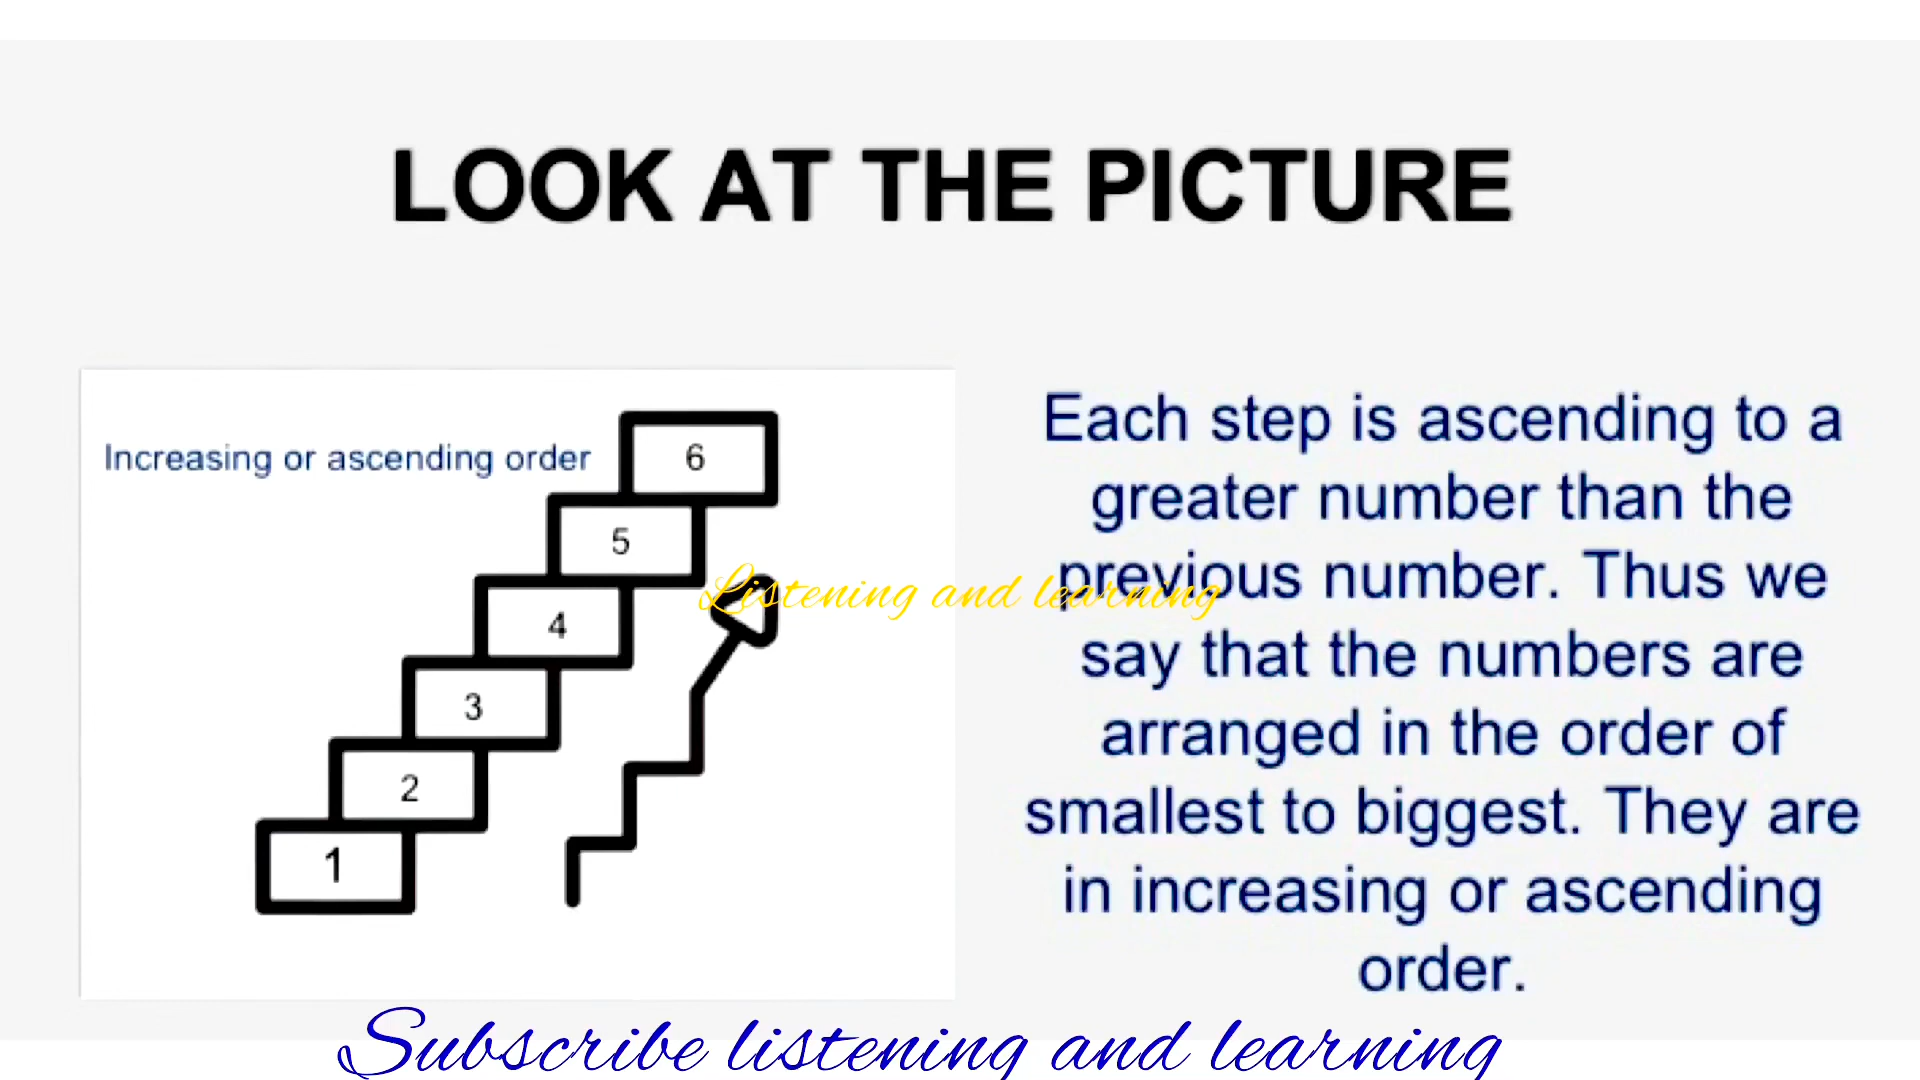 LOOK AT THE PICTURE
Increasing or ascending order
6
5
4
3
2
1
Each step is ascending to a
greater number than the
previous number. Thus we
say that the numbers are
arranged in the order of
smallest to biggest. They are
in increasing or ascending
order.
Listening and learning
Subscribe listening and learning